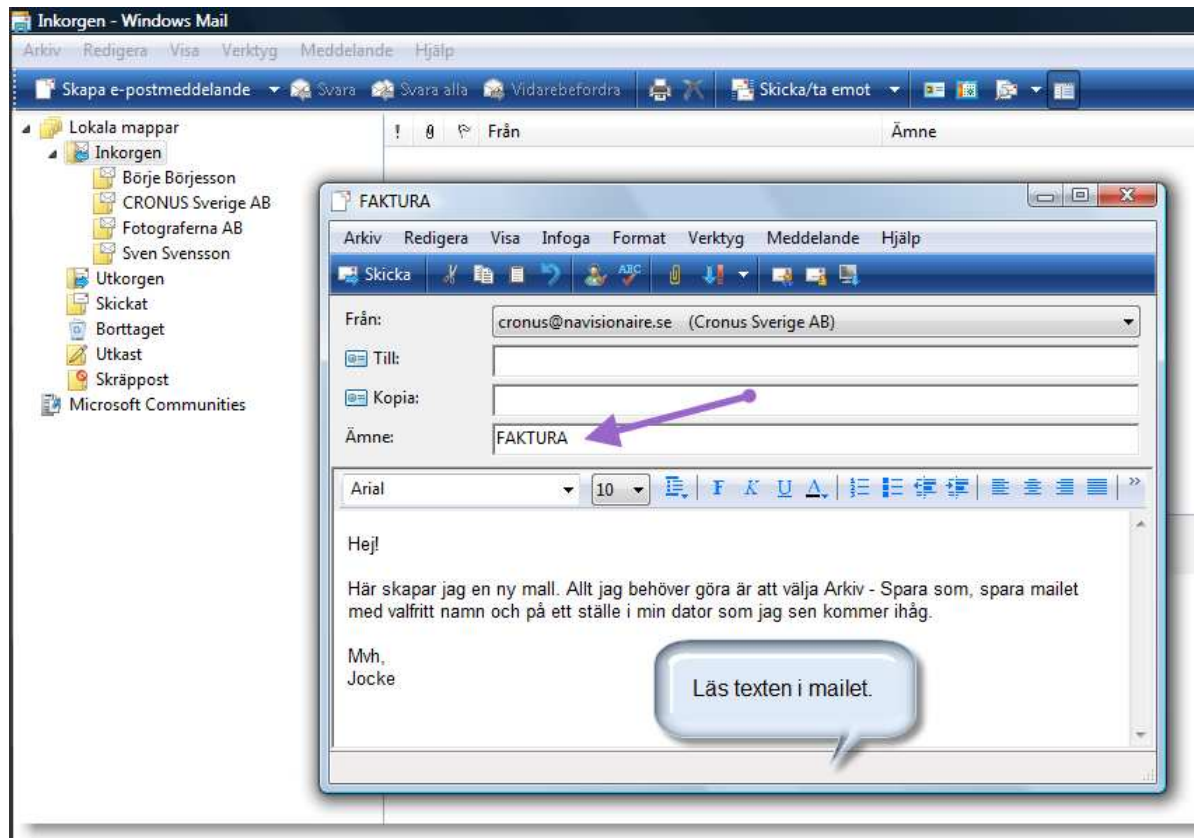 Inkorgen - Windows Mail
Arkiv Redigera Visa Verktyg Meddelande Hjälp
Skapa e-postmeddelande Svara Svara alla Vidarebefordra Skicka/ta emot
Lokala mappar
! Från Ämne
Inkorgen
Börje Börjesson
CRONUS Sverige AB
Fotograferna AB
Sven Svensson
Utkorgen
Skickat
Borttaget
Utkast
Skräppost
Microsoft Communities
FAKTURA
Arkiv Redigera Visa Infoga Format Verktyg Meddelande Hjälp
Skicka ABC
Från: cronus@navisionaire.se (Cronus Sverige AB)
Till:
Kopia:
Ämne: FAKTURA
Arial 10 F K U A
Hej!
Här skapar jag en ny mall. Allt jag behöver göra är att välja Arkiv - Spara som, spara mailet
med valfritt namn och på ett ställe i min dator som jag sen kommer ihåg.
Mvh,
Jocke
Läs texten i mailet.